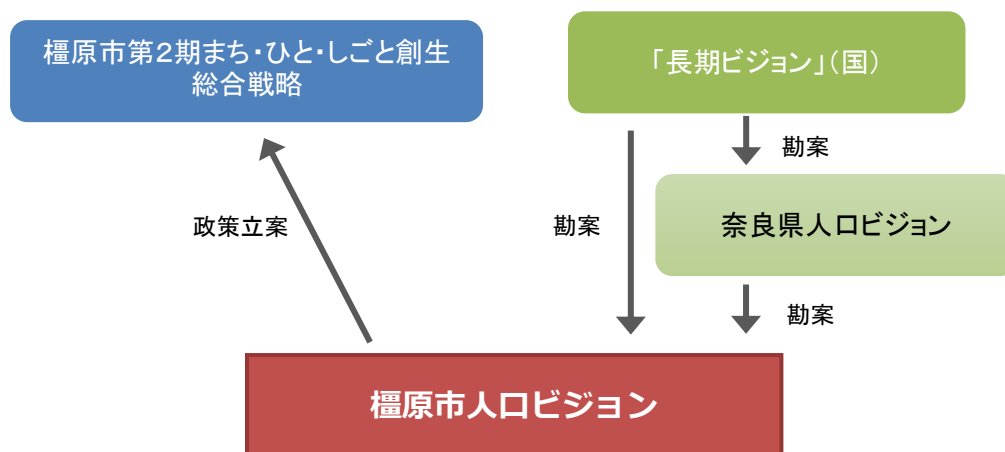 橿原市第2期まち・ひと・しごと創生
総合戦略
「長期ビジョン」(国)
勘案
奈良県人口ビジョン
政策立案
勘案
勘案
橿原市人口ビジョン